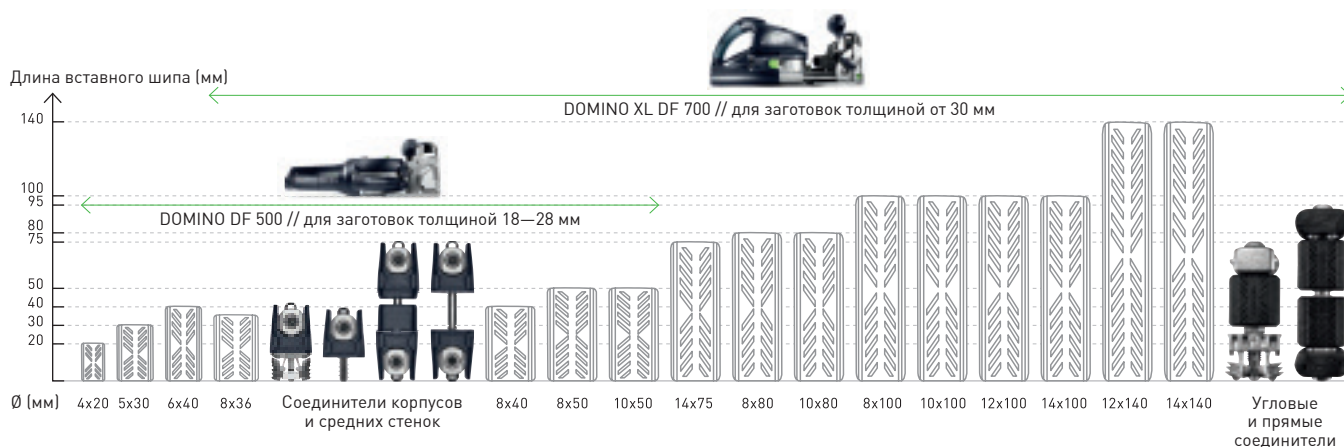 Длина вставного шипа (мм)
DOMINO XL DF 700 // для заготовок толщиной от 30 мм
140
DOMINO DF 500 // для заготовок толщиной 18—28 мм
100
95
80
75
50
40
30
20
Ø (мм)
4x20
5x30
6x40
8x36
Соединители корпусов
и средних стенок
8x40
8x50
10x50
14x75
8x80
10x80
8x100
10x100
12x100
14x100
12x140
14x140
Угловые
и прямые
соединители